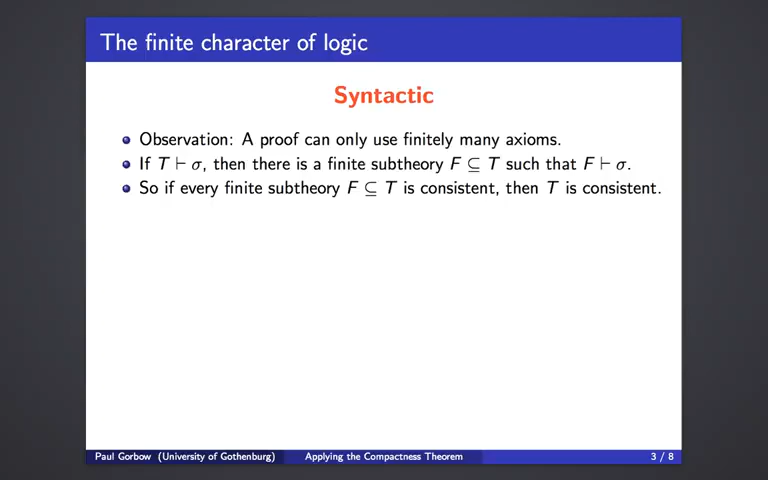 The finite character of logic
Syntactic
Observation: A proof can only use finitely many axioms.
If T ⊢ σ, then there is a finite subtheory F ⊆ T such that F ⊢ σ.
So if every finite subtheory F ⊆ T is consistent, then T is consistent.
Paul Gorbow (University of Gothenburg) Applying the Compactness Theorem 3 / 8